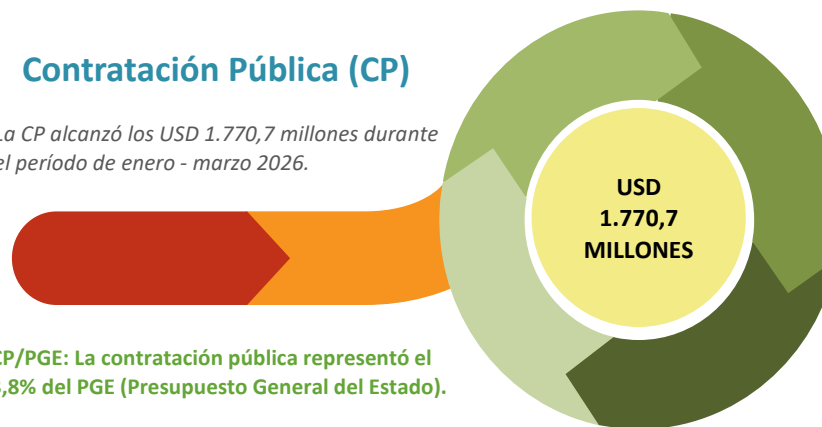 Contratación Pública (CP)
La CP alcanzó los USD 1.770,7 millones durante
el período de enero - marzo 2026.
USD
1.770,7
MILLONES
CP/PGE: La contratación pública representó el
del PGE (Presupuesto General del Estado).